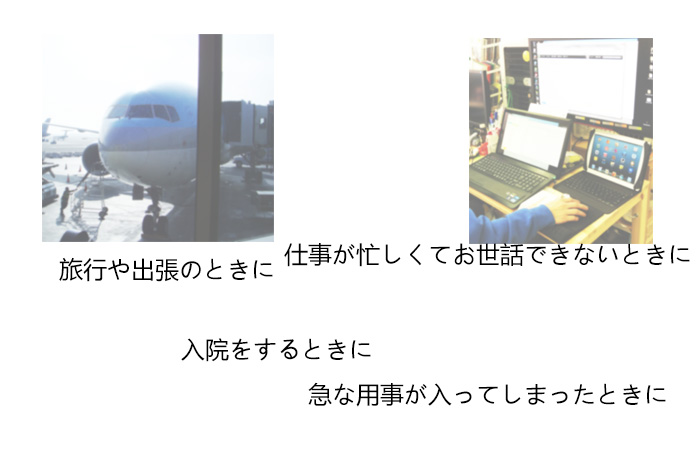 旅行や出張のときに
仕事が忙しくてお世話できないときに
入院をするときに
急な用事が入ってしまったときに